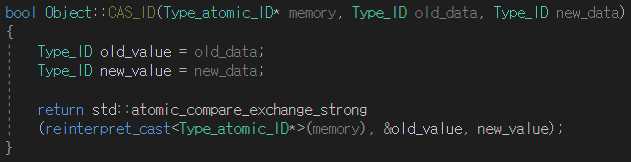 bool Object::CAS_ID(Type_atomic_ID* memory, Type_ID old_data, Type_ID new_data)
{
Type_ID old_value = old_data;
Type_ID new_value = new_data;
return std::atomic_compare_exchange_strong
(reinterpret_cast<Type_atomic_ID*>(memory), &old_value, new_value);
}